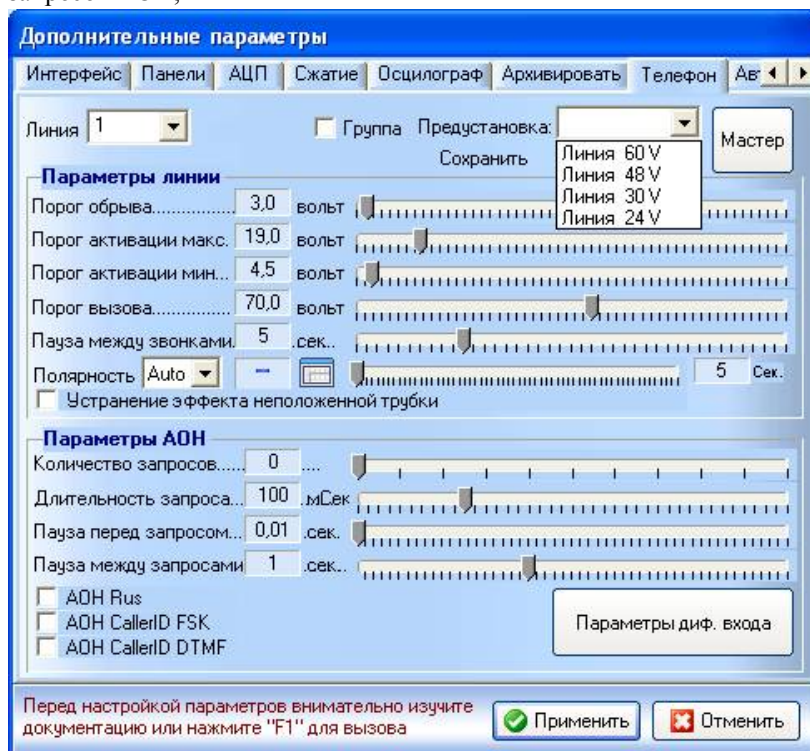 Дополнительные параметры
Интерфейс Панели АЦП Сжатие Осцилограф Архивировать Телефон
Линия 1 Группа Предустановка: Мастер
Сохранить
Линия 60 V
Линия 48 V
Линия 30 V
Линия 24 V
Параметры линии
Порог обрыва................ 3,0 вольт
Порог активации макс. 19,0 вольт
Порог активации мин... 4,5 вольт
Порог вызова................ 70,0 вольт
Пауза между звонками. 5 .сек..
Полярность Auto - 5 Сек.
Устранение эффекта неположенной трубки
Параметры АОН
Количество запросов...... 0 ....
Длительность запроса... 100 .мСек
Пауза перед запросом... 0,01 .сек.
Пауза между запросами 1 .сек..
АОН Rus
АОН CallerID FSK
АОН CallerID DTMF
Параметры диф. входа
Перед настройкой параметров внимательно изучите
документацию или нажмите "F1" для вызова
Применить Отменить